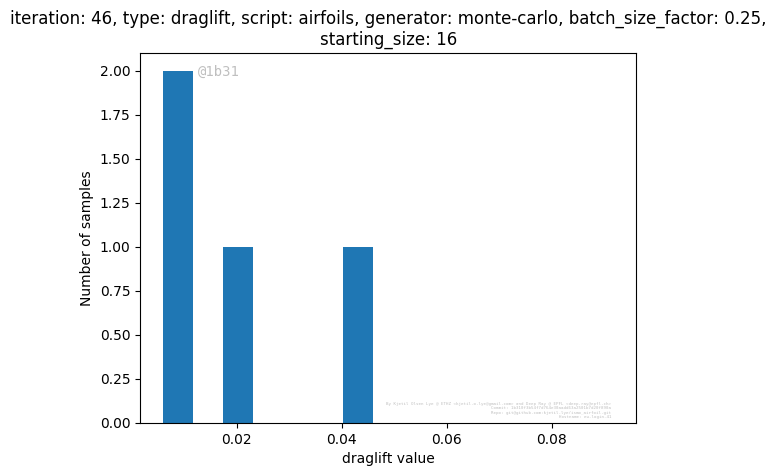 iteration: 46, type: draglift, script: airfoils, generator: monte-carlo, batch_size_factor: 0.25,
starting_size: 16
@1b31
2.00
1.75
1.50
1.25
1.00
0.75
0.50
0.25
0.00
Number of samples
0.02 0.04 0.06 0.08
draglift value